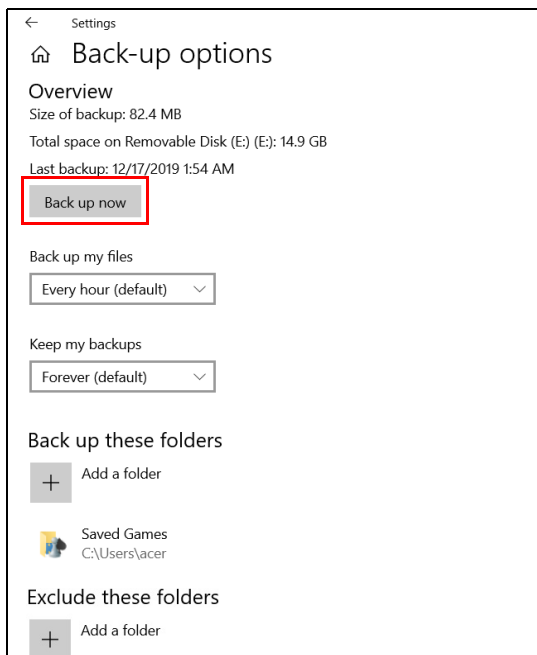 Settings
Back-up options
Overview
Size of backup: 82.4 MB
Total space on Removable Disk (E:) (E:): 14.9 GB
Last backup: 12/17/2019 1:54 AM
Back up now
Back up my files
Every hour (default)
Keep my backups
Forever (default)
Back up these folders
Add a folder
Saved Games
C:\Users\acer
Exclude these folders
Add a folder